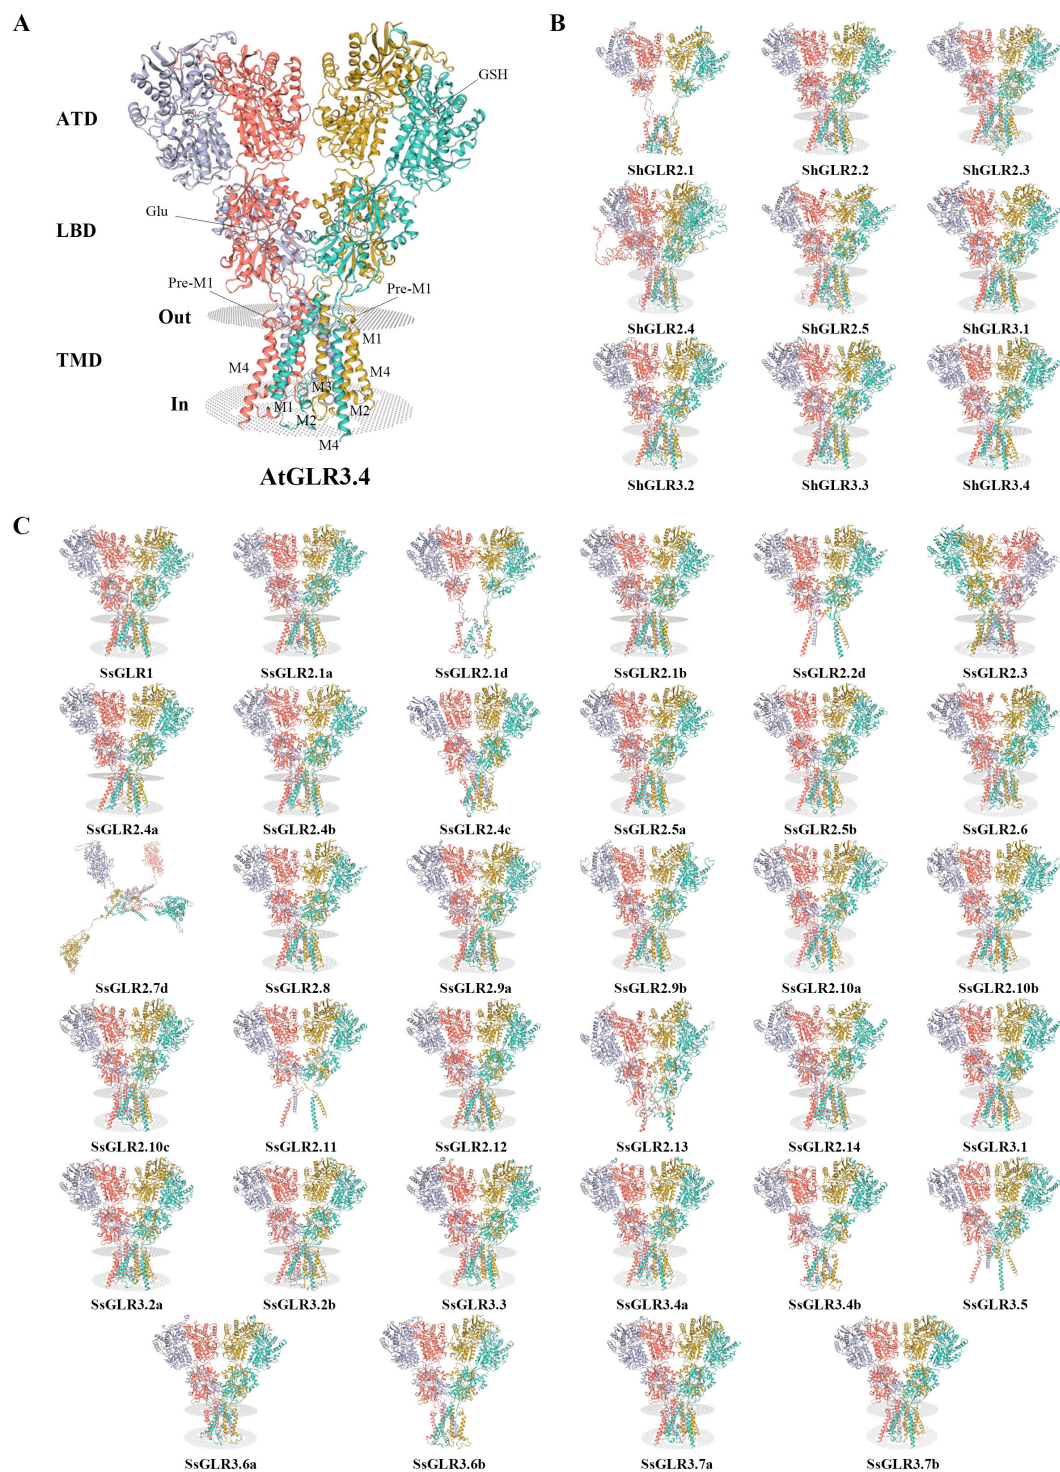 A
ATD
LBD
TMD
Out
In
GSH
Glu
Pre-M1
Pre-M1
M1
M4
M3
M4
M1
M2
M2
M4
AtGLR3.4
B
ShGLR2.1 ShGLR2.2 ShGLR2.3
ShGLR2.4 ShGLR2.5 ShGLR3.1
ShGLR3.2 ShGLR3.3 ShGLR3.4
C
SsGLR1 SsGLR2.1a SsGLR2.1d SsGLR2.1b SsGLR2.2d SsGLR2.3
SsGLR2.4a SsGLR2.4b SsGLR2.4c SsGLR2.5a SsGLR2.5b SsGLR2.6
SsGLR2.7d SsGLR2.8 SsGLR2.9a SsGLR2.9b SsGLR2.10a SsGLR2.10b
SsGLR2.10c SsGLR2.11 SsGLR2.12 SsGLR2.13 SsGLR2.14 SsGLR3.1
SsGLR3.2a SsGLR3.2b SsGLR3.3 SsGLR3.4a SsGLR3.4b SsGLR3.5
SsGLR3.6a SsGLR3.6b SsGLR3.7a SsGLR3.7b